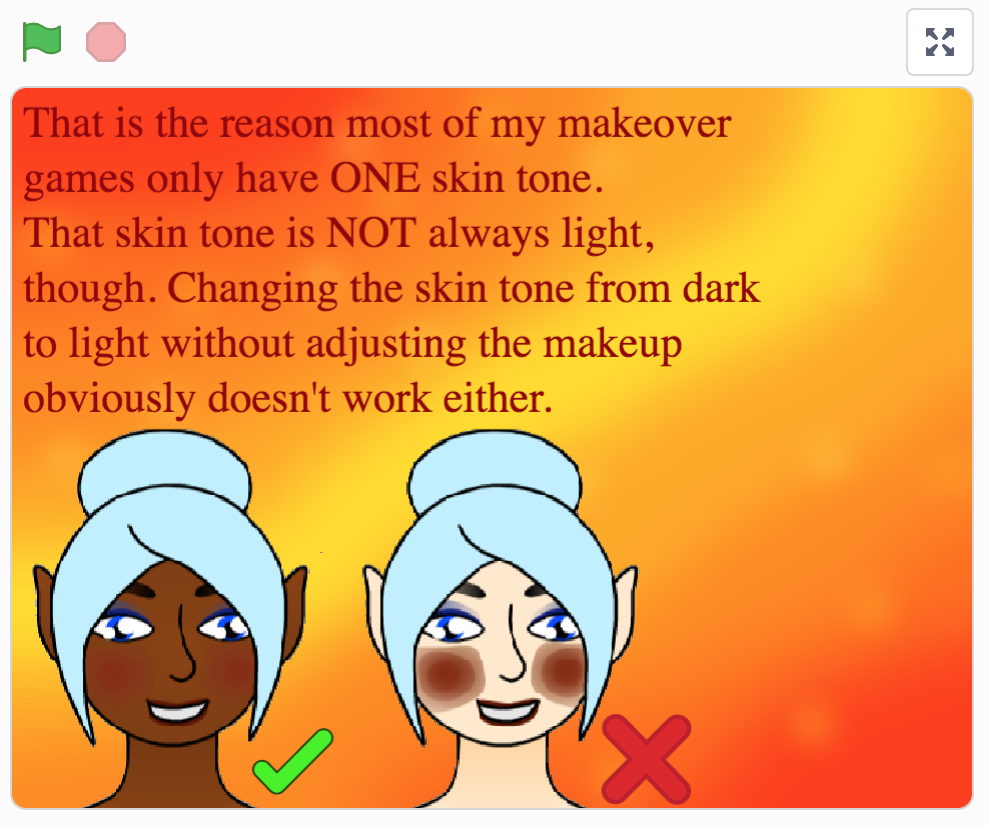 That is the reason most of my makeover
games only have ONE skin tone.
That skin tone is NOT always light,
though. Changing the skin tone from dark
to light without adjusting the makeup
obviously doesn't work either.